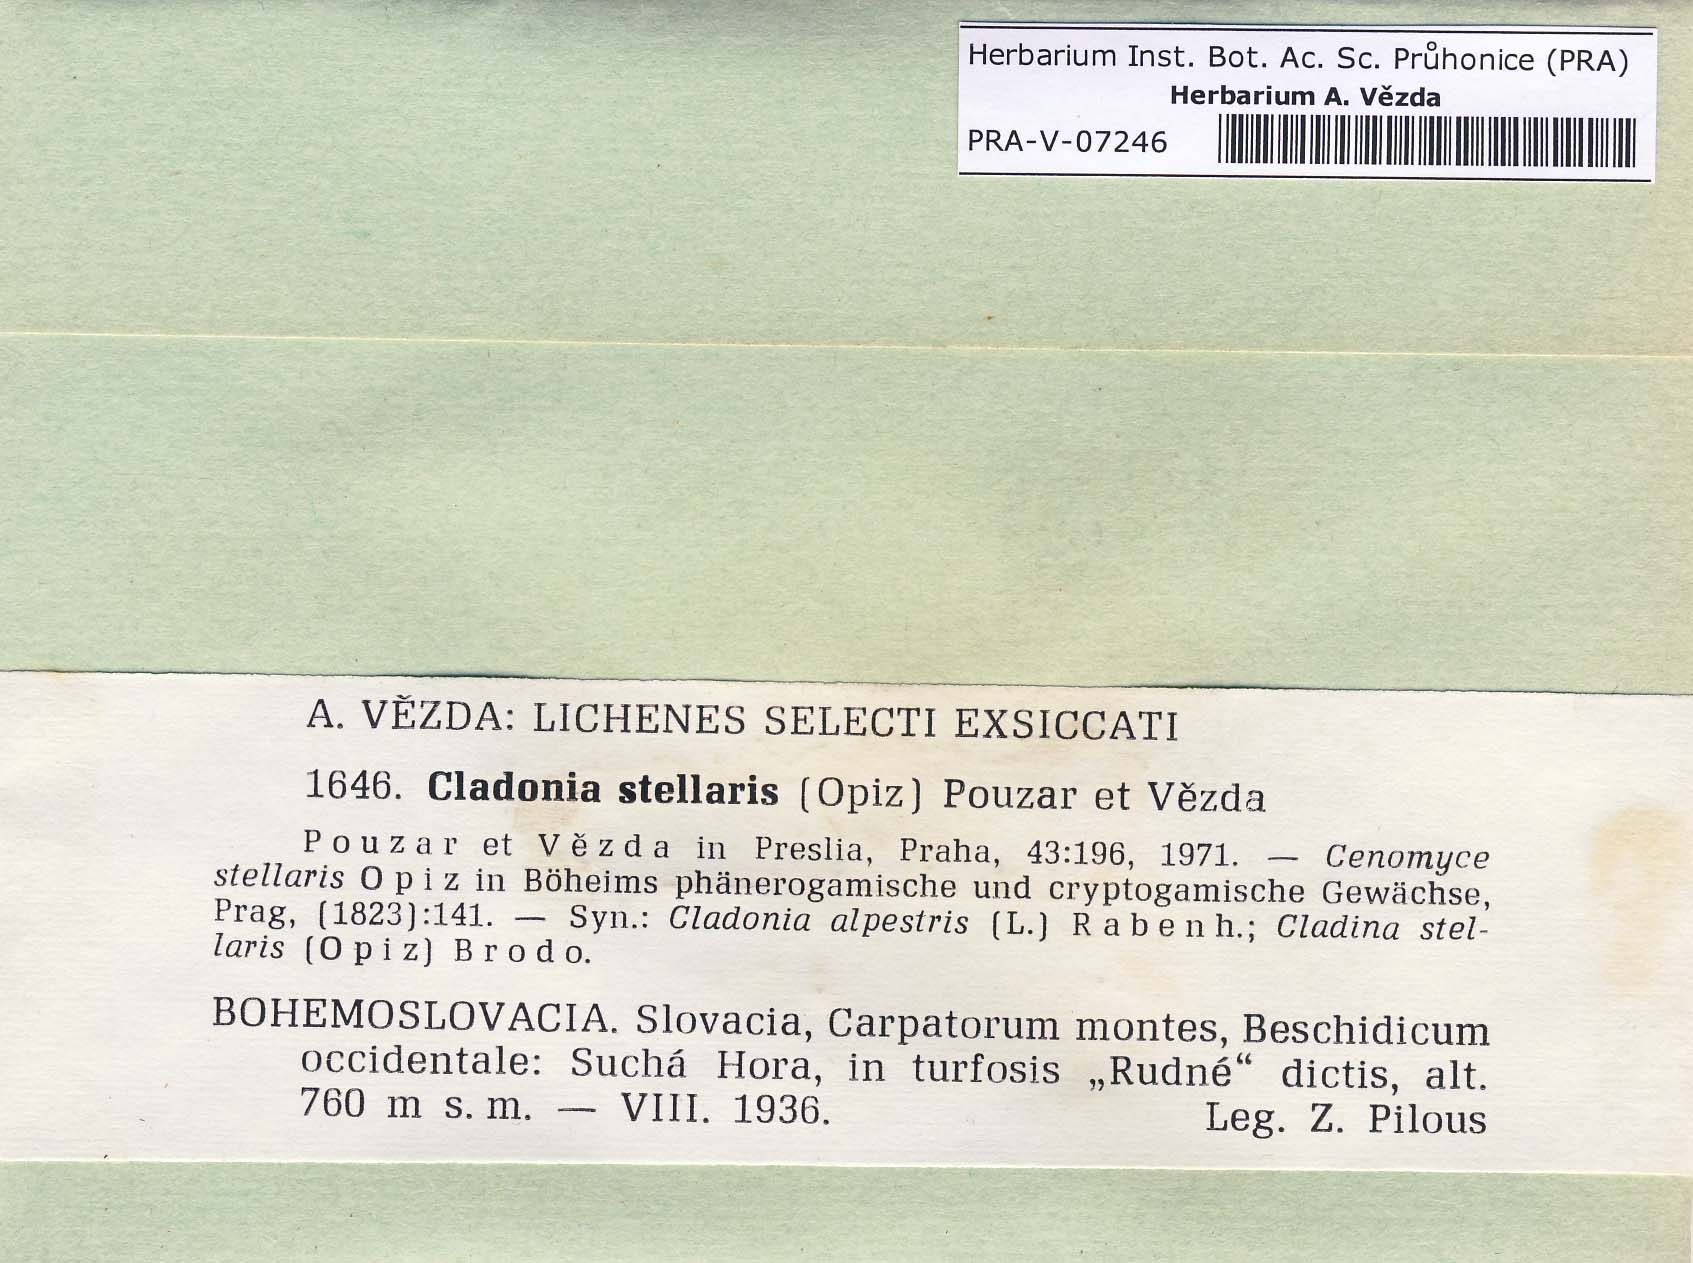 Herbarium Inst. Bot. Ac. Sc. Průhonice (PRA)
Herbarium A. Vězda
PRA-V-07246
A. VĚZDA: LICHENES SELECTI EXSICCATI
1646. Cladonia stellaris (Opiz) Pouzar et Vězda
Pouzar et Vězda in Preslia, Praha, 43:196, 1971. — Cenomyce
stellaris Opiz in Böheims phänerogamische und cryptogamische Gewächse,
Prag, (1823):141. — Syn.: Cladonia alpestris (L.) Rabenh.; Cladina stel-
laris (Opiz) Brodo.
BOHEMOSLOVACIA. Slovacia, Carpatorum montes, Beschidicum
occidentale: Suchá Hora, in turfosis „Rudné“ dictis, alt.
760 m s. m. — VIII. 1936. Leg. Z. Pilous